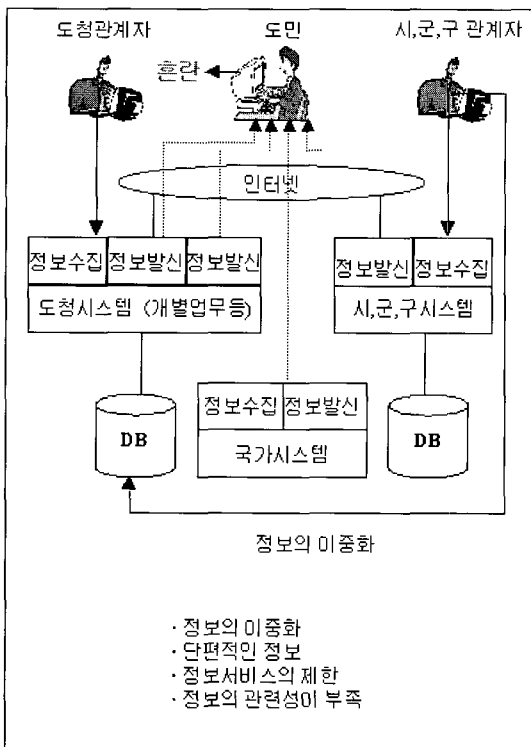 도청관계자 도민 시,군,구 관계자
혼란
인터넷
정보수집 정보발신 정보발신
도청시스템 (개별업무등)
정보발신 정보수집
시,군,구시스템
정보수집 정보발신
국가시스템
DB
DB
정보의 이중화
· 정보의 이중화
· 단편적인 정보
· 정보서비스의 제한
· 정보의 관련성이 부족